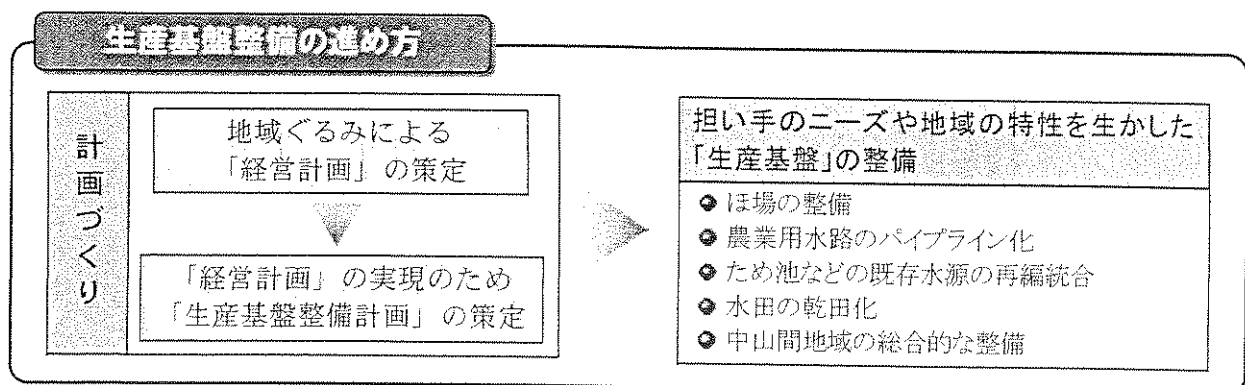 生産基盤整備の進め方
計画づくり
地域ぐるみによる
「経営計画」の策定
「経営計画」の実現のため
「生産基盤整備計画」の策定
担い手のニーズや地域の特性を生かした
「生産基盤」の整備
ほ場の整備
農業用水路のパイプライン化
ため池などの既存水源の再編統合
水田の乾田化
中山間地域の総合的な整備